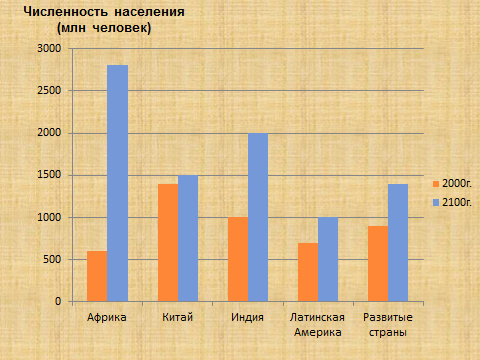 Численность населения
(млн человек)
3000
2500
2000
1500
1000
500
0
Африка
Китай
Индия
Латинская
Америка
Развитые
страны
2000г.
2100г.